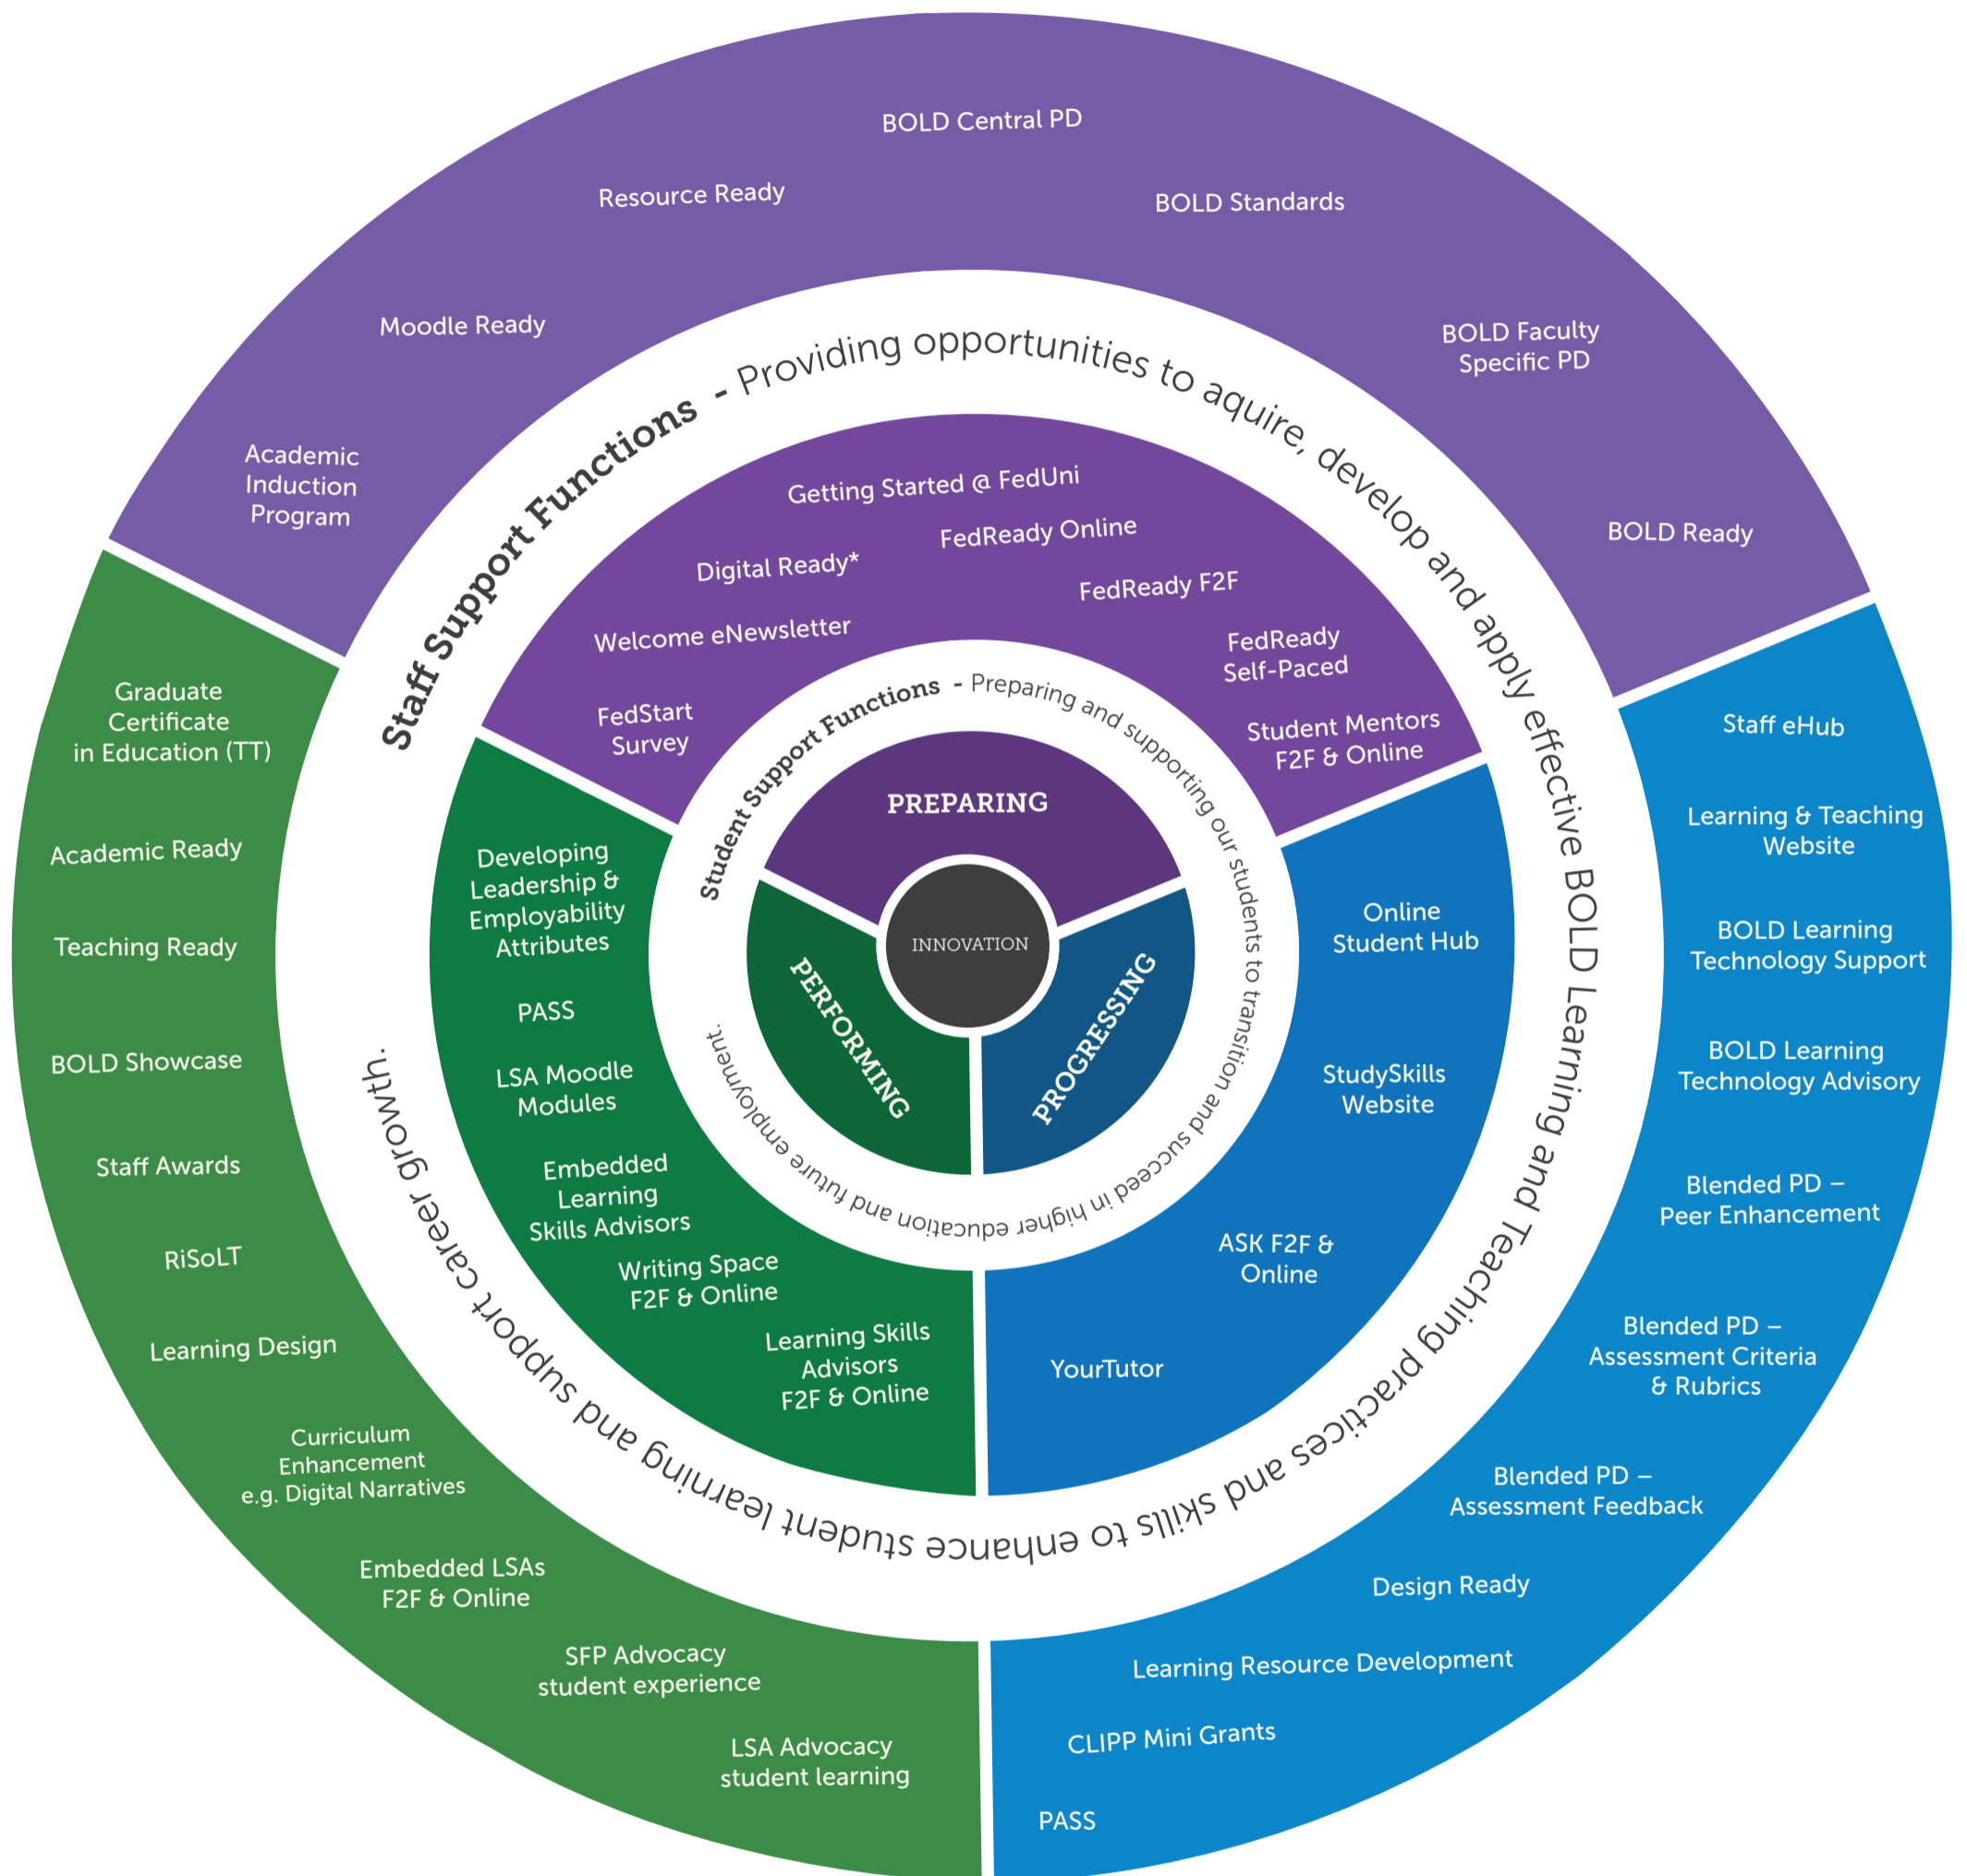 BOLD Central PD
Resource Ready
BOLD Standards
Moodle Ready
BOLD Faculty
Specific PD
Academic
Induction
Program
BOLD Ready
Staff Support Functions - Providing opportunities to aquire, develop and apply effective BOLD Learning and Teaching practices and skills to enhance student learning and support career growth.
Getting Started @ FedUni
FedReady Online
Digital Ready*
FedReady F2F
Welcome eNewsletter
FedReady
Self-Paced
FedStart
Survey
Student Mentors
F2F & Online
Student Support Functions - Preparing and supporting our students to transition and succeed in higher education and future employment.
PREPARING
INNOVATION
PERFORMING
PROGRESSING
Developing
Leadership &
Employability
Attributes
PASS
LSA Moodle
Modules
Embedded
Learning
Skills Advisors
Writing Space
F2F & Online
Learning Skills
Advisors
F2F & Online
Online
Student Hub
StudySkills
Website
ASK F2F &
Online
YourTutor
Graduate
Certificate
in Education (TT)
Academic Ready
Teaching Ready
BOLD Showcase
Staff Awards
RiSoLT
Learning Design
Curriculum
Enhancement
e.g. Digital Narratives
Embedded LSAs
F2F & Online
SFP Advocacy
student experience
LSA Advocacy
student learning
Staff eHub
Learning & Teaching
Website
BOLD Learning
Technology Support
BOLD Learning
Technology Advisory
Blended PD –
Peer Enhancement
Blended PD –
Assessment Criteria
& Rubrics
Blended PD –
Assessment Feedback
Design Ready
Learning Resource Development
CLIPP Mini Grants
PASS